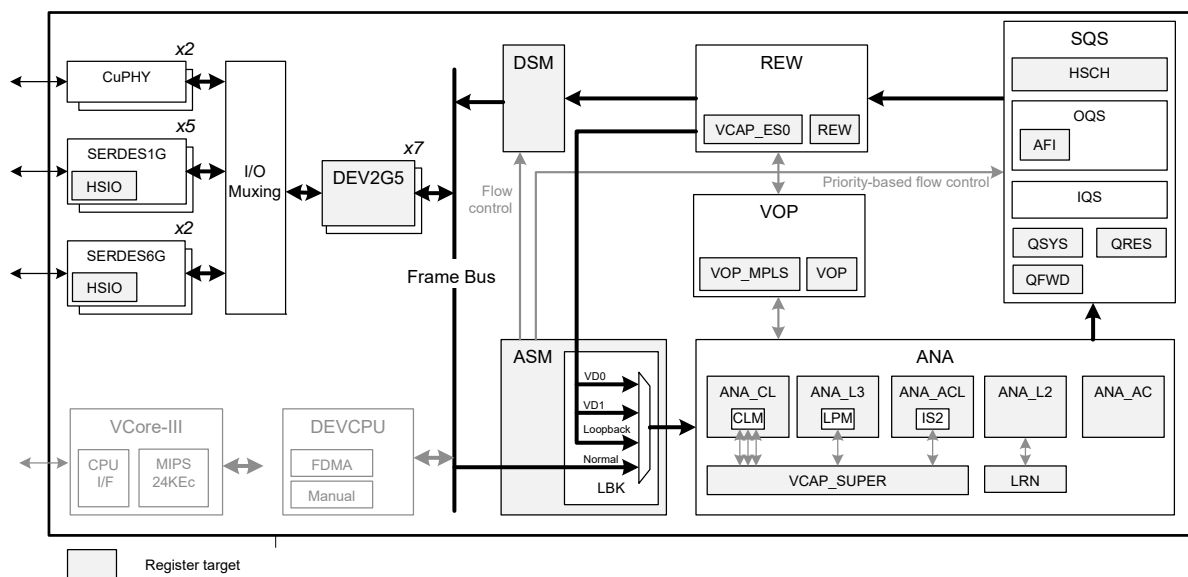 x2
CuPHY
x5
SERDES1G
HSIO
x2
SERDES6G
HSIO
I/O
Muxing
x7
DEV2G5
Frame Bus
DSM
Flow
control
REW
VCAP_ES0
REW
Priority-based flow control
VOP
VOP_MPLS
VOP
SQS
HSCH
OQS
AFI
IQS
QSYS
QRES
QFWD
VCore-III
CPU
I/F
MIPS
24KEc
DEVCPU
FDMA
Manual
ASM
VD0
VD1
Loopback
Normal
LBK
ANA
ANA_CL
CLM
ANA_L3
LPM
ANA_ACL
IS2
ANA_L2
ANA_AC
VCAP_SUPER
LRN
Register target